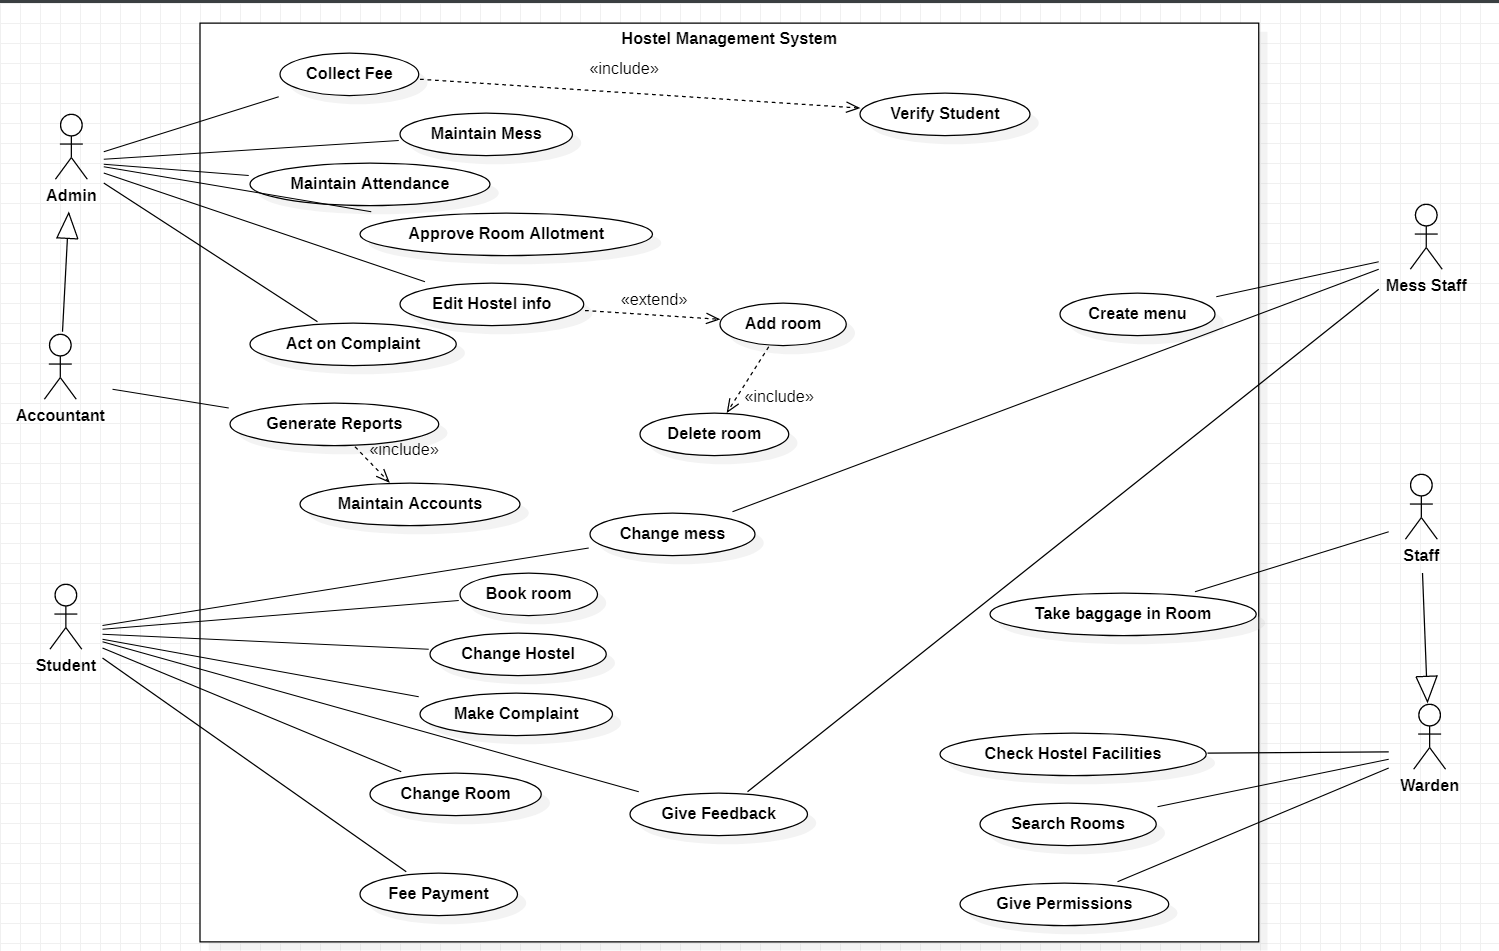 Hostel Management System
Collect Fee
«include»
Verify Student
Maintain Mess
Maintain Attendance
Admin
Approve Room Allotment
Mess Staff
Edit Hostel info
«extend»
Add room
Create menu
Act on Complaint
«include»
Accountant
Generate Reports
Delete room
«include»
Maintain Accounts
Change mess
Staff
Book room
Take baggage in Room
Change Hostel
Student
Make Complaint
Check Hostel Facilities
Warden
Change Room
Give Feedback
Search Rooms
Fee Payment
Give Permissions